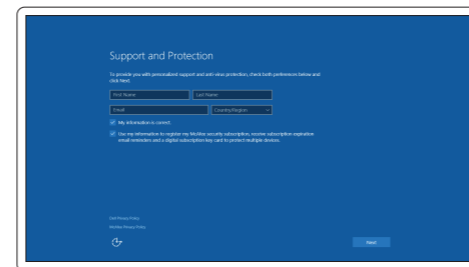 Support and Protection
To provide you with personalized support and anti-virus protection, check both preferences below and
click Next.
First Name
Last Name
Email
Country/Region
My information is correct.
Use my information to register my McAfee security subscription, receive subscription expiration
email reminders and a digital subscription key card to protect multiple devices.
Dell Privacy Policy
McAfee Privacy Policy
Next